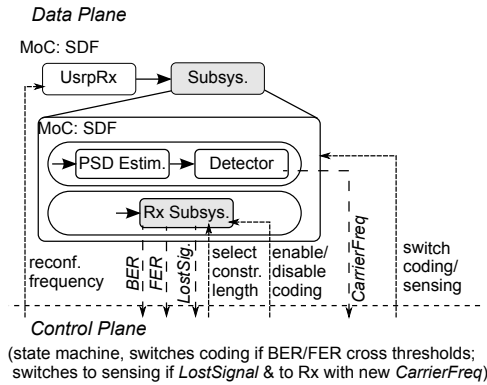 Data Plane
MoC: SDF
UsrpRx
Subsys.
MoC: SDF
PSD Estim.
Detector
Rx Subsys.
reconf.
frequency
BER
FER
LostSig.
select
constr.
length
enable/
disable
coding
CarrierFreq
switch
coding/
sensing
Control Plane
(state machine, switches coding if BER/FER cross thresholds;
switches to sensing if LostSignal & to Rx with new CarrierFreq)